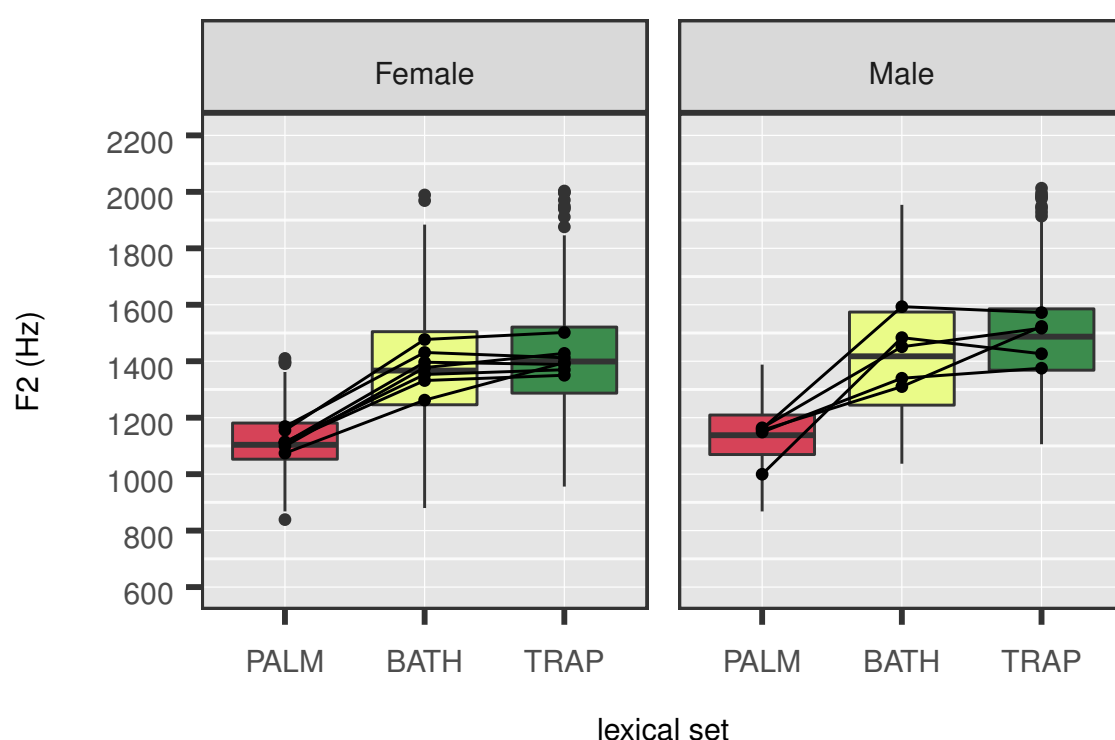 Female
Male
F2 (Hz)
2200
2000
1800
1600
1400
1200
1000
800
600
PALM BATH TRAP
PALM BATH TRAP
lexical set